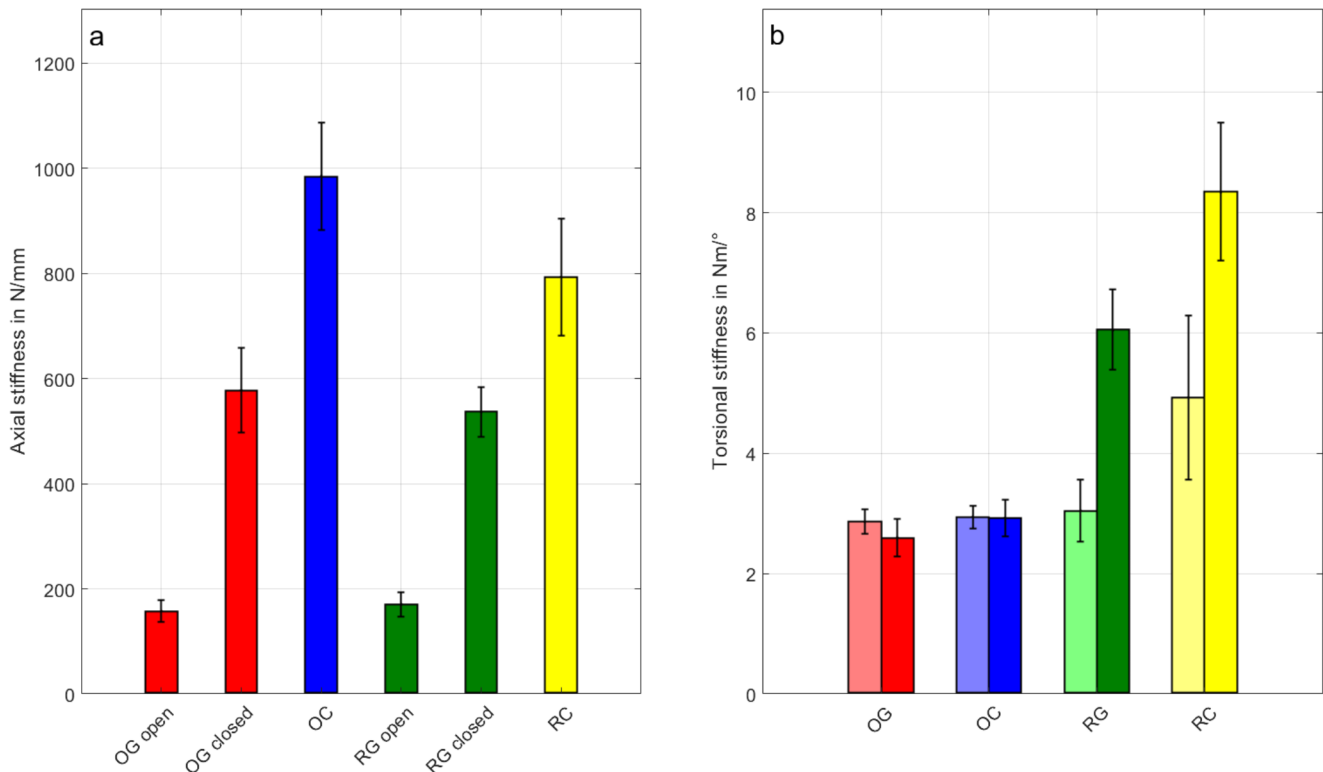 a
Axial stiffness in N/mm
1200
1000
800
600
400
200
0
OG open
OG closed
OC
RG open
RG closed
RC
b
Torsional stiffness in Nm/°
10
8
6
4
2
0
OG
OC
RG
RC